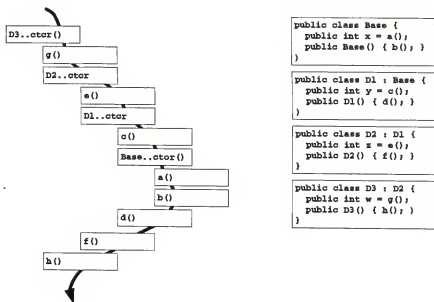 D3..ctor()
g()
D2..ctor
e()
D1..ctor
c()
Base..ctor()
a()
b()
d()
f()
h()
public class Base {
public int x = a();
public Base() { b(); }
}
public class D1 : Base {
public int y = c();
public D1() { d(); }
}
public class D2 : D1 {
public int z = e();
public D2() { f(); }
}
public class D3 : D2 {
public int w = g();
public D3() { h(); }
}